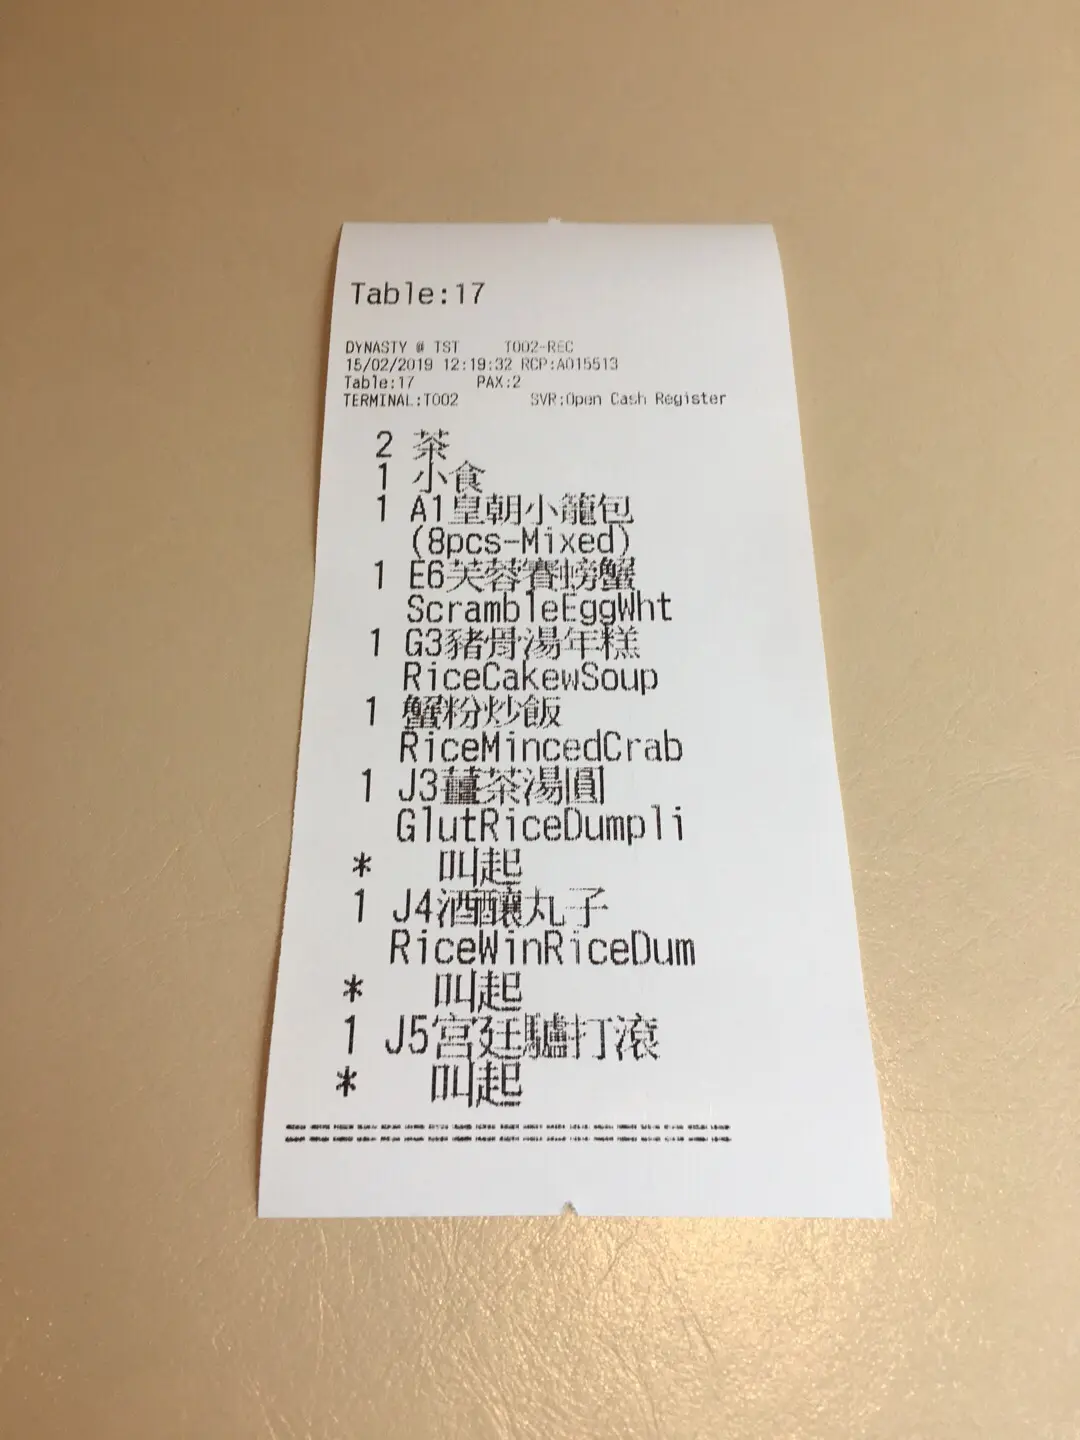 Table:17
DYNASTY @ TST T002-REC
15/02/2019 12:19:32 RCP:A015513
Table:17 PAX:2
TERMINAL:T002 SVR:Open Cash Register
2 茶
1 小食
1 A1皇朝小籠包
(8pcs-Mixed)
1 E6芙蓉賽螃蟹
ScrambleEggWht
1 G3豬骨湯年糕
RiceCakewSoup
1 蟹粉炒飯
RiceMincedCrab
1 J3薑茶湯圓
GlutRiceDumpli
* 叫起
1 J4酒釀丸子
RiceWinRiceDum
* 叫起
1 J5宮廷驢打滾
* 叫起